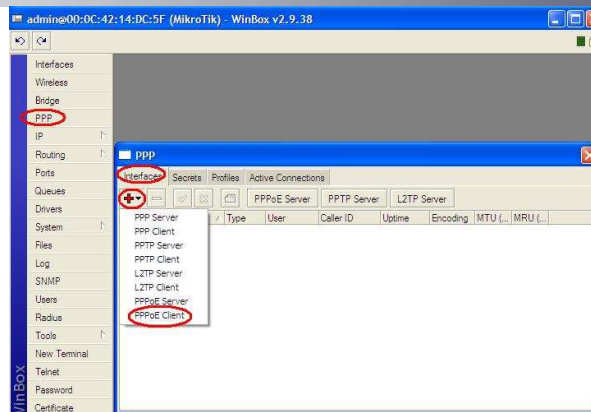 admin@00:0C:42:14:DC:5F (MikroTik) - WinBox v2.9.38
Interfaces
Wireless
Bridge
PPP
IP
Routing
Ports
Queues
Drivers
System
Files
Log
SNMP
Users
Radius
Tools
New Terminal
Telnet
Password
Certificate
WinBox
PPP
Interfaces Secrets Profiles Active Connections
PPPoE Server PPTP Server L2TP Server
Type User Caller ID Uptime Encoding MTU (... MRU (...
PPP Server
PPP Client
PPTP Server
PPTP Client
L2TP Server
L2TP Client
PPPoE Server
PPPoE Client